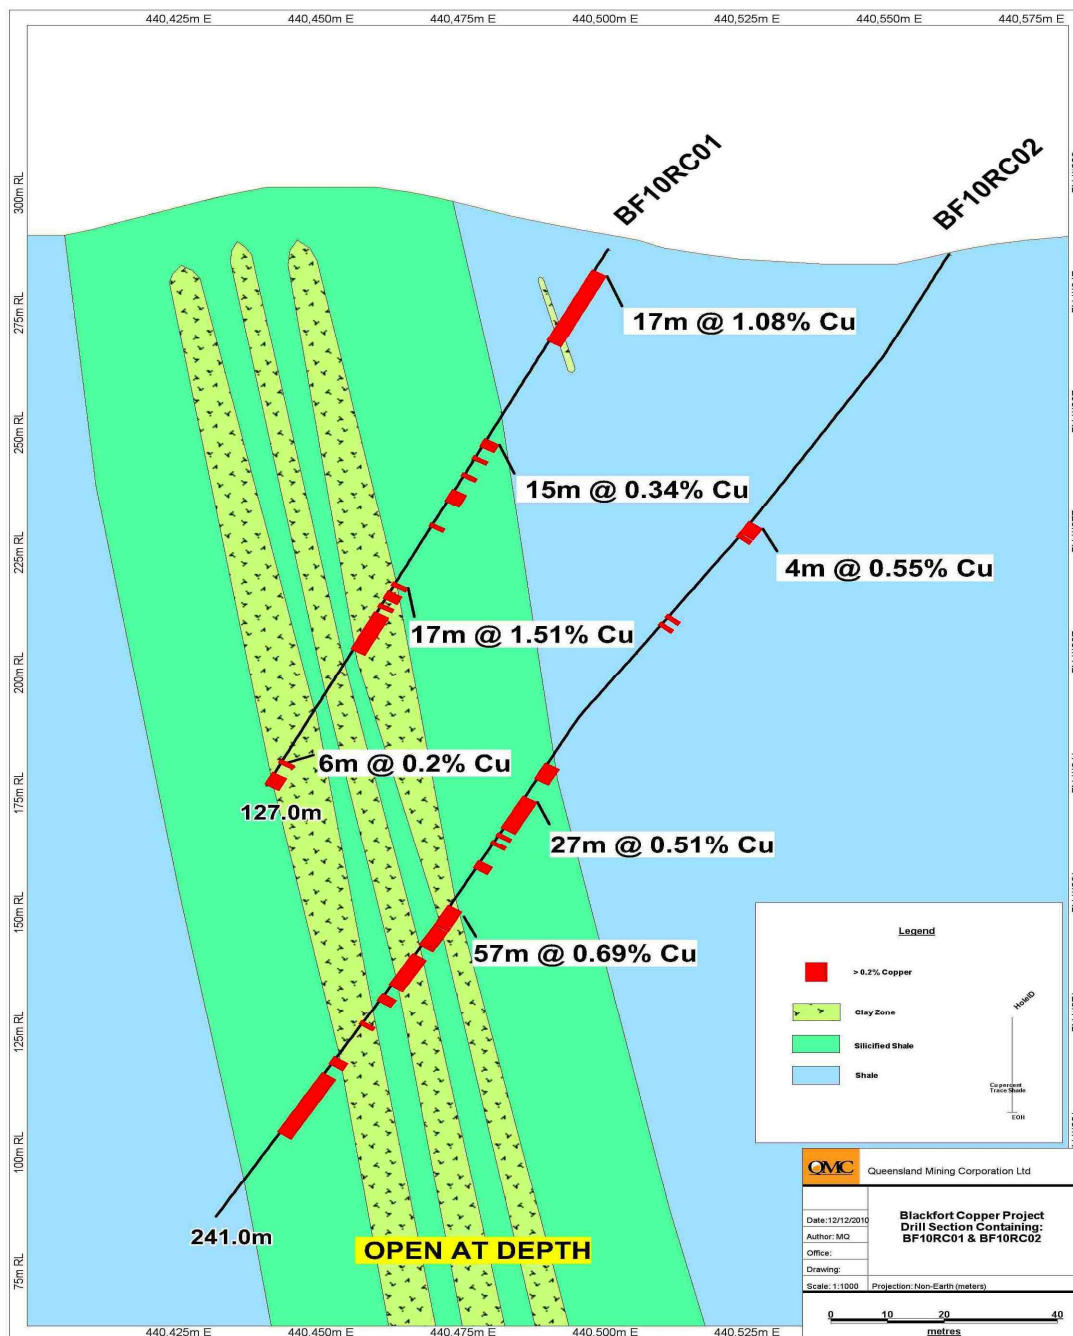 440,425m E
440,450m E
440,475m E
440,500m E
440,525m E
440,550m E
440,575m E
BF10RC01
BF10RC02
300m RL
275m RL
250m RL
225m RL
200m RL
175m RL
150m RL
125m RL
100m RL
75m RL
17m @ 1.08% Cu
15m @ 0.34% Cu
4m @ 0.55% Cu
17m @ 1.51% Cu
6m @ 0.2% Cu
127.0m
27m @ 0.51% Cu
57m @ 0.69% Cu
241.0m
OPEN AT DEPTH
Legend
> 0.2% Copper
Clay Zone
Silicified Shale
Shale
HoleID
Cu percent
Trace Shade
EOH
QMC
Queensland Mining Corporation Ltd
Date:12/12/2010
Author: MQ
Office:
Drawing:
Scale: 1:1000
Projection: Non-Earth (meters)
Blackfort Copper Project
Drill Section Containing:
BF10RC01 & BF10RC02
0 10 20 40
metres
440,425m E
440,450m E
440,475m E
440,500m E
440,525m E